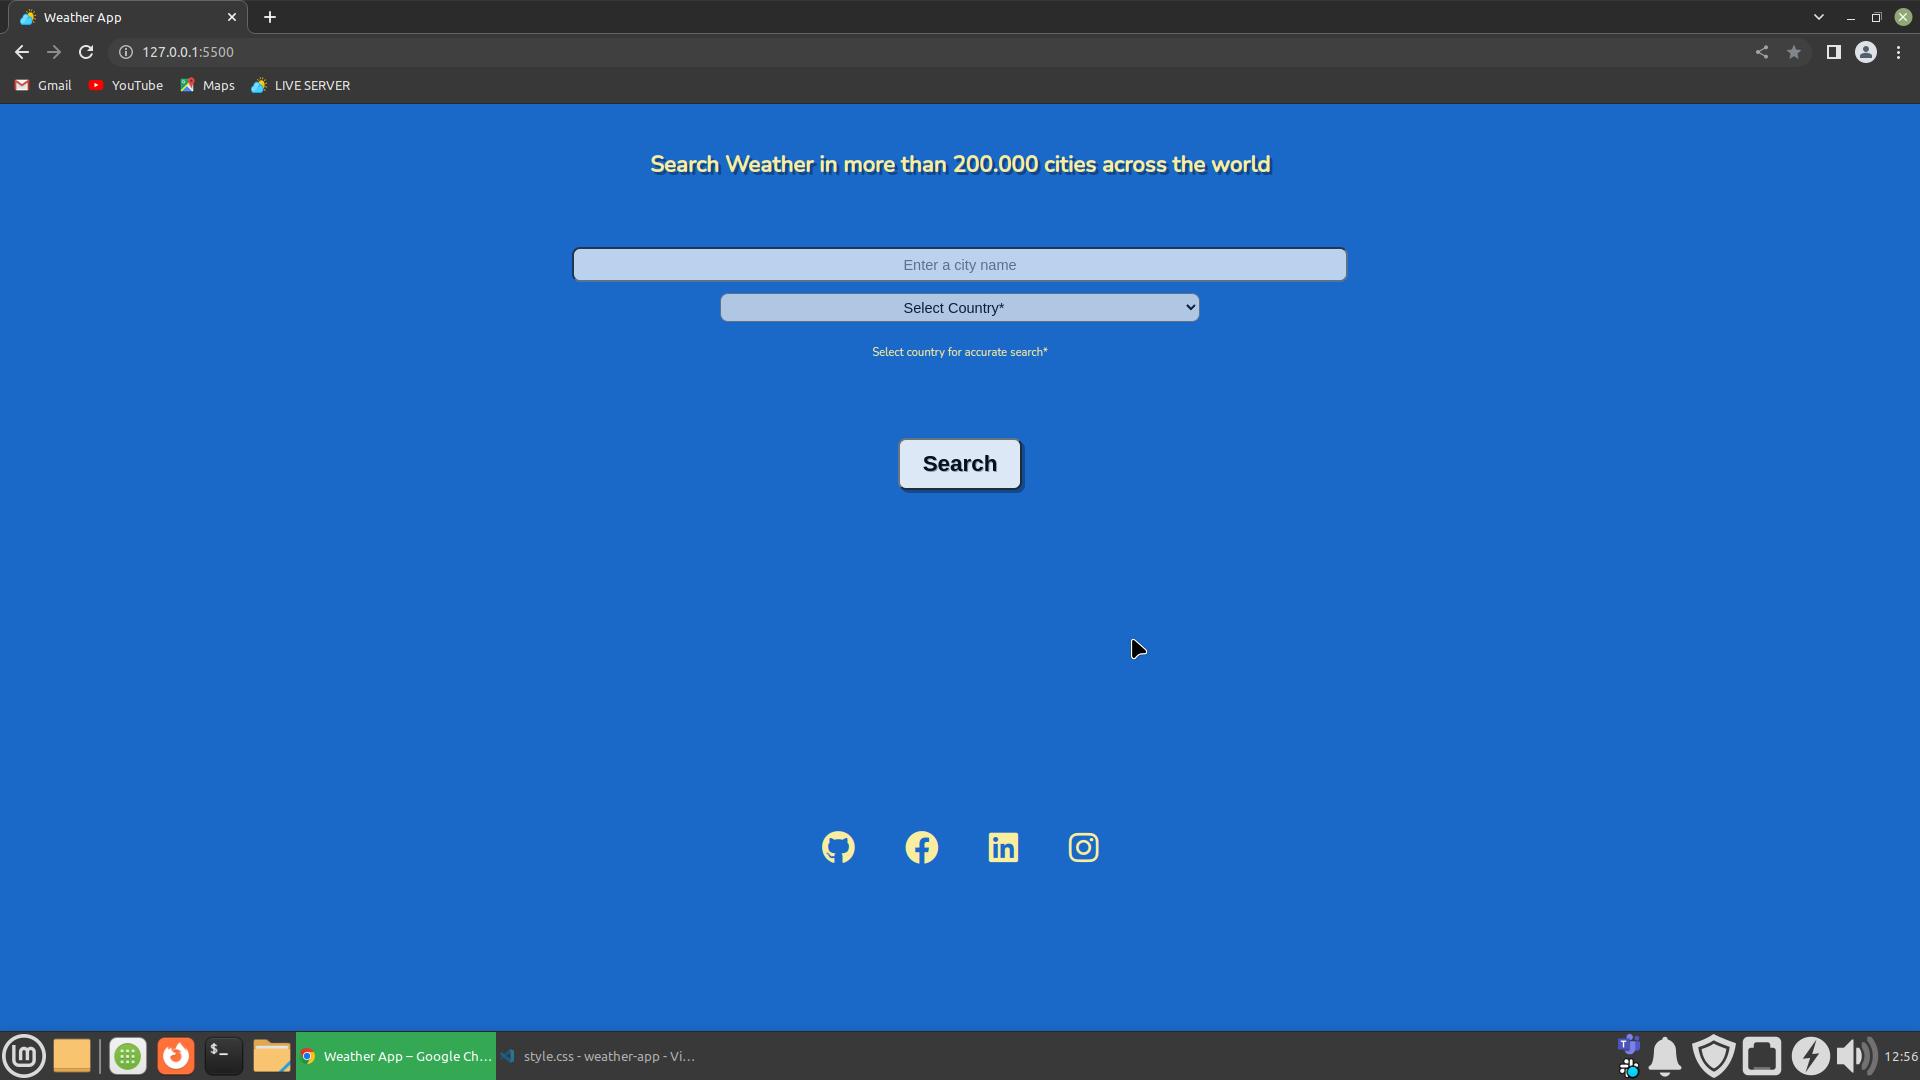 Weather App
127.0.0.1:5500
Gmail YouTube Maps LIVE SERVER
Search Weather in more than 200.000 cities across the world
Enter a city name
Select Country*
Select country for accurate search*
Search
Weather App – Google Ch...
style.css - weather-app - Vi...
12:56